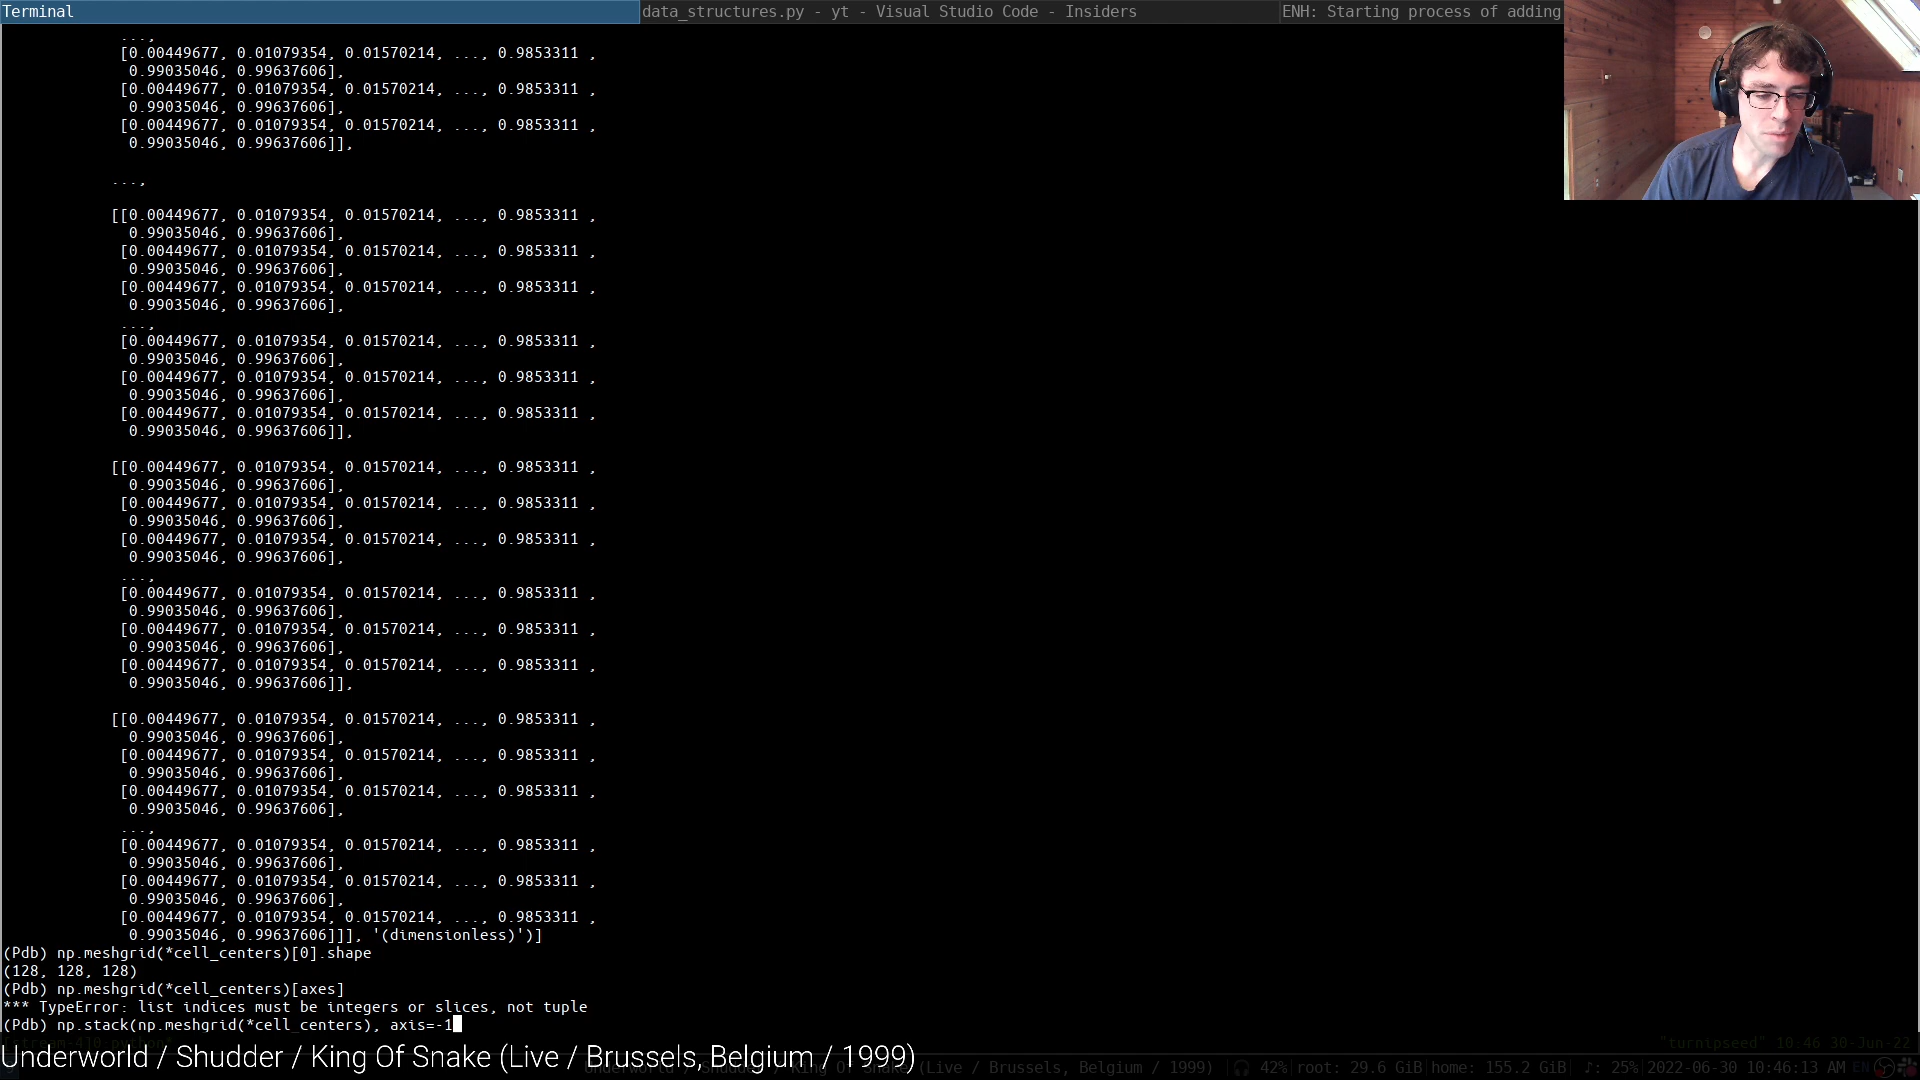 Terminal
data_structures.py - yt - Visual Studio Code - Insiders
ENH: Starting process of adding
...,
[0.00449677, 0.01079354, 0.01570214, ..., 0.9853311 ,
0.99035046, 0.99637606],
[0.00449677, 0.01079354, 0.01570214, ..., 0.9853311 ,
0.99035046, 0.99637606],
[0.00449677, 0.01079354, 0.01570214, ..., 0.9853311 ,
0.99035046, 0.99637606]],
...,
[[0.00449677, 0.01079354, 0.01570214, ..., 0.9853311 ,
0.99035046, 0.99637606],
[0.00449677, 0.01079354, 0.01570214, ..., 0.9853311 ,
0.99035046, 0.99637606],
[0.00449677, 0.01079354, 0.01570214, ..., 0.9853311 ,
0.99035046, 0.99637606],
...,
[0.00449677, 0.01079354, 0.01570214, ..., 0.9853311 ,
0.99035046, 0.99637606],
[0.00449677, 0.01079354, 0.01570214, ..., 0.9853311 ,
0.99035046, 0.99637606],
[0.00449677, 0.01079354, 0.01570214, ..., 0.9853311 ,
0.99035046, 0.99637606]],
[[0.00449677, 0.01079354, 0.01570214, ..., 0.9853311 ,
0.99035046, 0.99637606],
[0.00449677, 0.01079354, 0.01570214, ..., 0.9853311 ,
0.99035046, 0.99637606],
[0.00449677, 0.01079354, 0.01570214, ..., 0.9853311 ,
0.99035046, 0.99637606],
...,
[0.00449677, 0.01079354, 0.01570214, ..., 0.9853311 ,
0.99035046, 0.99637606],
[0.00449677, 0.01079354, 0.01570214, ..., 0.9853311 ,
0.99035046, 0.99637606],
[0.00449677, 0.01079354, 0.01570214, ..., 0.9853311 ,
0.99035046, 0.99637606]],
[[0.00449677, 0.01079354, 0.01570214, ..., 0.9853311 ,
0.99035046, 0.99637606],
[0.00449677, 0.01079354, 0.01570214, ..., 0.9853311 ,
0.99035046, 0.99637606],
[0.00449677, 0.01079354, 0.01570214, ..., 0.9853311 ,
0.99035046, 0.99637606],
...,
[0.00449677, 0.01079354, 0.01570214, ..., 0.9853311 ,
0.99035046, 0.99637606],
[0.00449677, 0.01079354, 0.01570214, ..., 0.9853311 ,
0.99035046, 0.99637606],
[0.00449677, 0.01079354, 0.01570214, ..., 0.9853311 ,
0.99035046, 0.99637606]]], '(dimensionless)')]
(Pdb) np.meshgrid(*cell_centers)[0].shape
(128, 128, 128)
(Pdb) np.meshgrid(*cell_centers)[axes]
*** TypeError: list indices must be integers or slices, not tuple
(Pdb) np.stack(np.meshgrid(*cell_centers), axis=-1
"turnipseed" 10:46 30-Jun-22
Underworld / Shudder / King Of Snake (Live / Brussels, Belgium / 1999)
(Live / Brussels, Belgium / 1999) 42% root: 29.6 GiB home: 155.2 GiB ♪: 25% 2022-06-30 10:46:13 AM EN